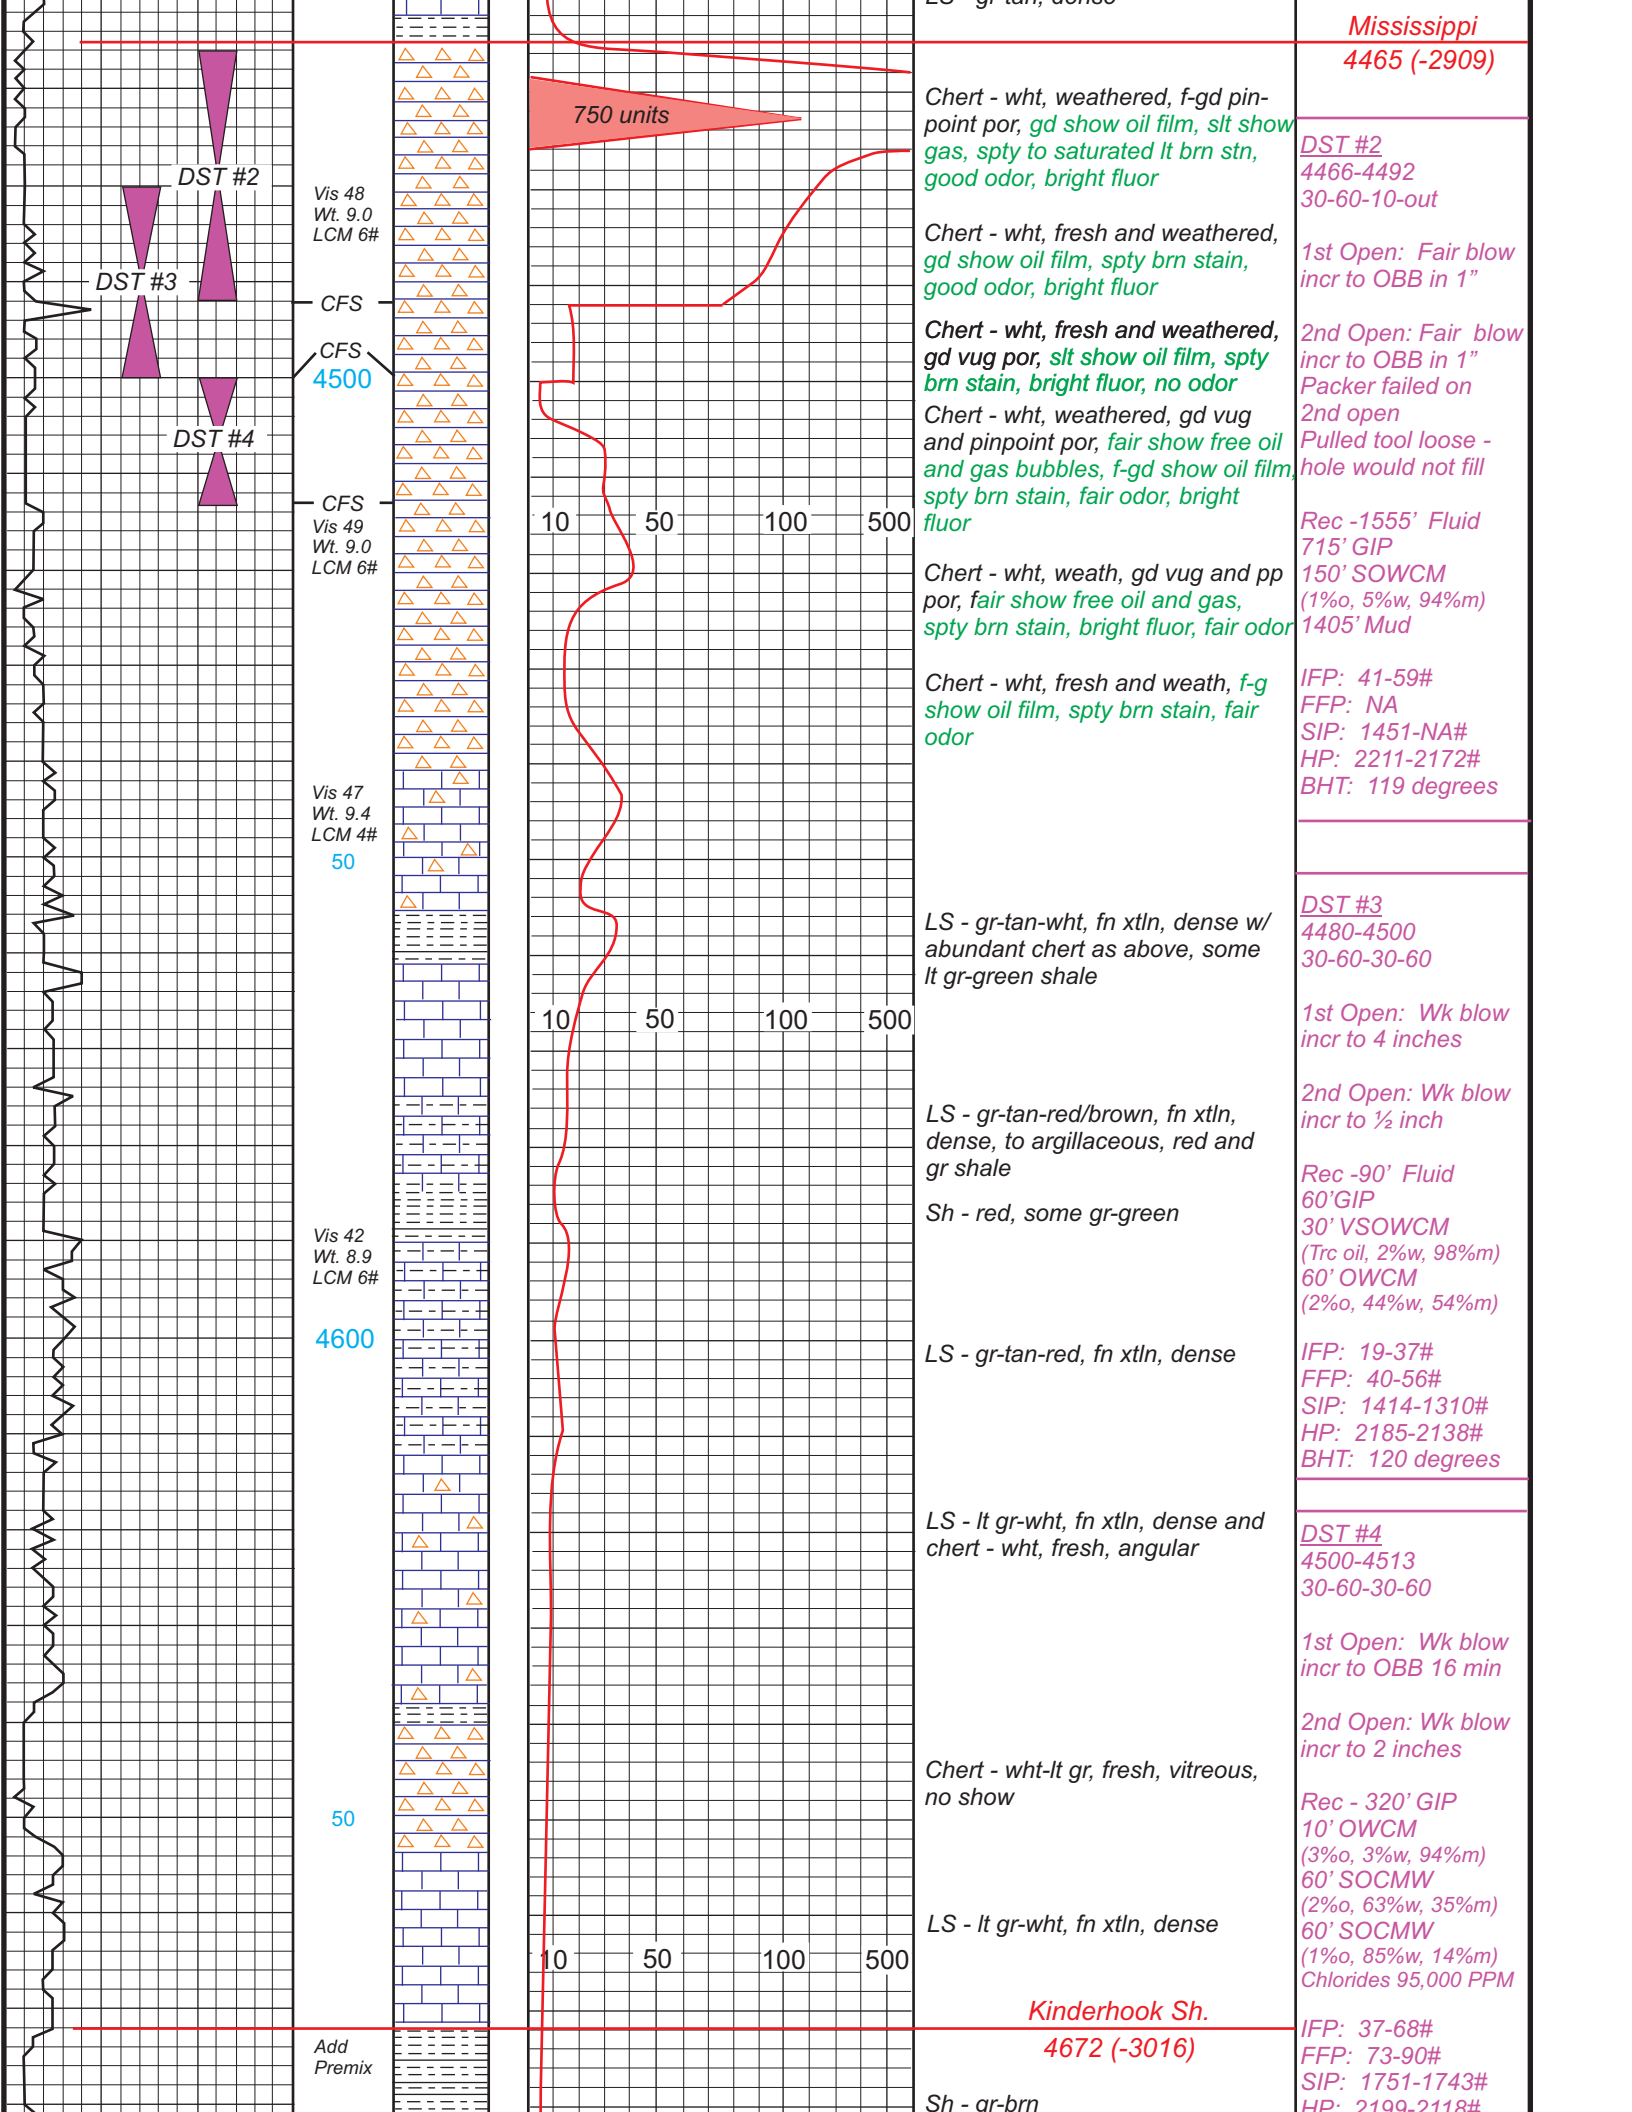 DST #2
DST #3
DST #4
Vis 48
Wt. 9.0
LCM 6#
CFS
CFS
4500
CFS
Vis 49
Wt. 9.0
LCM 6#
Vis 47
Wt. 9.4
LCM 4#
50
Vis 42
Wt. 8.9
LCM 6#
4600
50
Add
Premix
750 units
10 50 100 500
10 50 100 500
10 50 100 500
LS - gr-tan, dense
Chert - wht, weathered, f-gd pin-
point por, gd show oil film, slt show
gas, spty to saturated lt brn stn,
good odor, bright fluor
Chert - wht, fresh and weathered,
gd show oil film, spty brn stain,
good odor, bright fluor
Chert - wht, fresh and weathered,
gd vug por, slt show oil film, spty
brn stain, bright fluor, no odor
Chert - wht, weathered, gd vug
and pinpoint por, fair show free oil
and gas bubbles, f-gd show oil film,
spty brn stain, fair odor, bright
fluor
Chert - wht, weath, gd vug and pp
por, fair show free oil and gas,
spty brn stain, bright fluor, fair odor
Chert - wht, fresh and weath, f-g
show oil film, spty brn stain, fair
odor
LS - gr-tan-wht, fn xtln, dense w/
abundant chert as above, some
lt gr-green shale
LS - gr-tan-red/brown, fn xtln,
dense, to argillaceous, red and
gr shale
Sh - red, some gr-green
LS - gr-tan-red, fn xtln, dense
LS - lt gr-wht, fn xtln, dense and
chert - wht, fresh, angular
Chert - wht-lt gr, fresh, vitreous,
no show
LS - lt gr-wht, fn xtln, dense
Kinderhook Sh.
4672 (-3016)
Sh - gr-brn
Mississippi
4465 (-2909)
DST #2
4466-4492
30-60-10-out
1st Open:  Fair blow
incr to OBB in 1”
2nd Open: Fair  blow
incr to OBB in 1”
Packer failed on
2nd open
Pulled tool loose -
hole would not fill
Rec -1555’  Fluid
715’ GIP
150’ SOWCM
(1%o, 5%w, 94%m)
1405’ Mud
IFP:  41-59#
FFP:  NA
SIP:  1451-NA#
HP:  2211-2172#
BHT:  119 degrees
DST #3
4480-4500
30-60-30-60
1st Open:  Wk blow
incr to 4 inches
2nd Open: Wk blow
incr to ½ inch
Rec -90’  Fluid
60’GIP
30’ VSOWCM
(Trc oil, 2%w, 98%m)
60’ OWCM
(2%o, 44%w, 54%m)
IFP:  19-37#
FFP:  40-56#
SIP:  1414-1310#
HP:  2185-2138#
BHT:  120 degrees
DST #4
4500-4513
30-60-30-60
1st Open:  Wk blow
incr to OBB 16 min
2nd Open: Wk blow
incr to 2 inches
Rec - 320’ GIP
10’ OWCM
(3%o, 3%w, 94%m)
60’ SOCMW
(2%o, 63%w, 35%m)
60’ SOCMW
(1%o, 85%w, 14%m)
Chlorides 95,000 PPM
IFP:  37-68#
FFP:  73-90#
SIP:  1751-1743#
HP:  2199-2118#